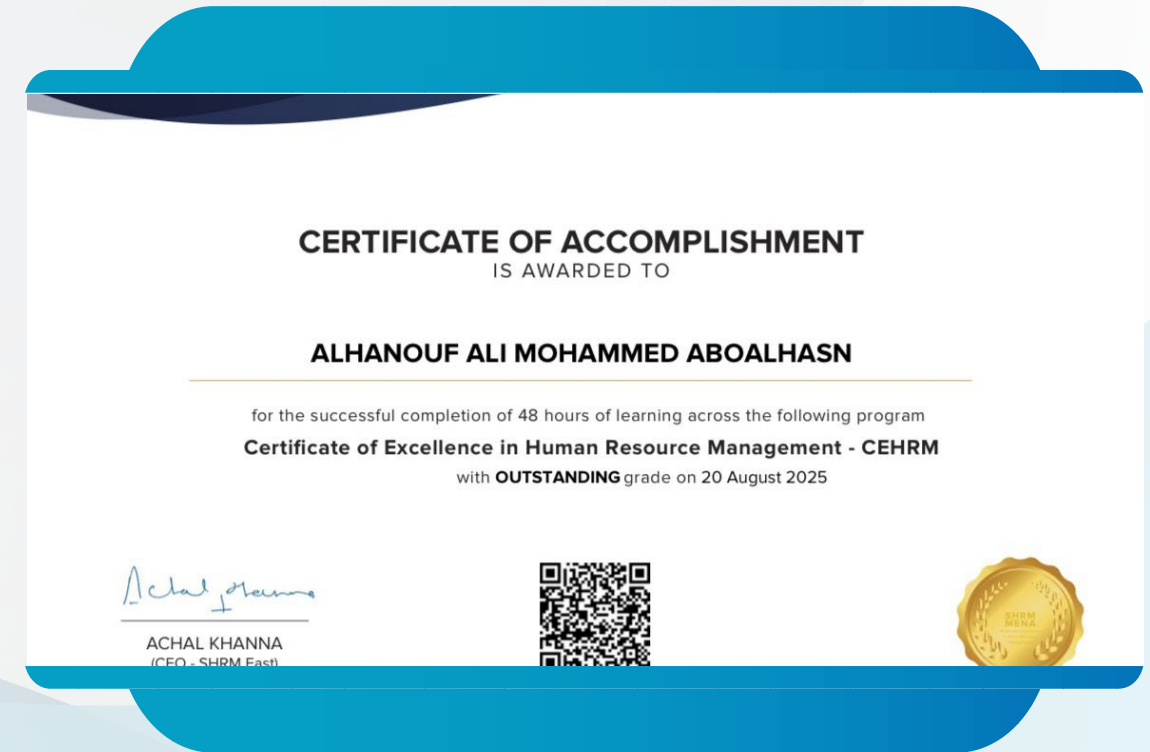 CERTIFICATE OF ACCOMPLISHMENT
IS AWARDED TO
ALHANOUF ALI MOHAMMED ABOALHASN
for the successful completion of 48 hours of learning across the following program
Certificate of Excellence in Human Resource Management - CEHRM
with OUTSTANDING grade on 20 August 2025
Achal Khanna
ACHAL KHANNA
(CEO - SHRM East)
SHRM
MENA